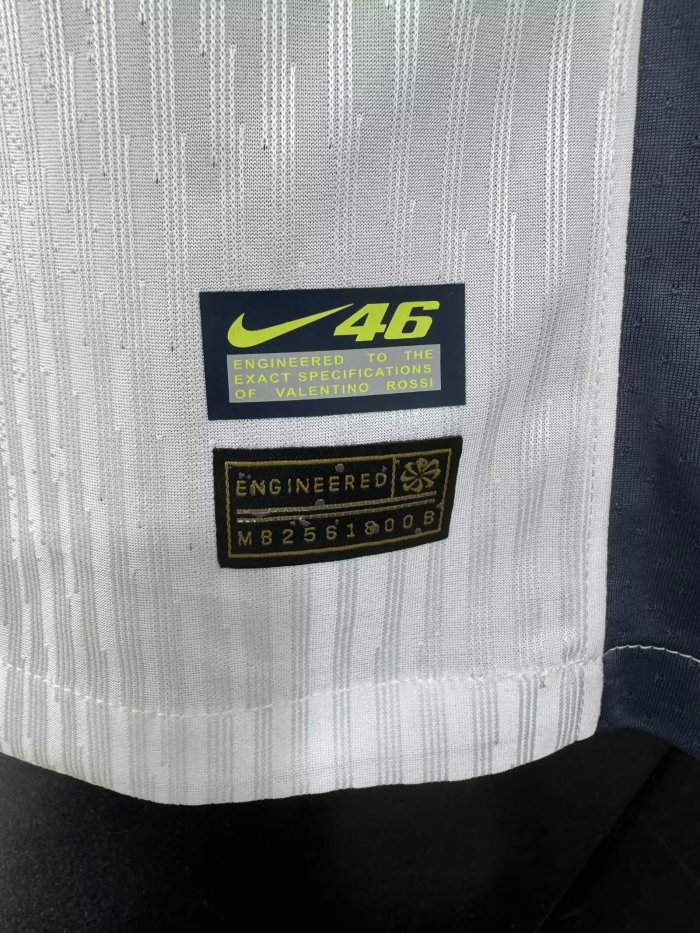 46
ENGINEERED TO THE
EXACT SPECIFICATIONS
OF VALENTINO ROSSI
ENGINEERED
MB2561800B